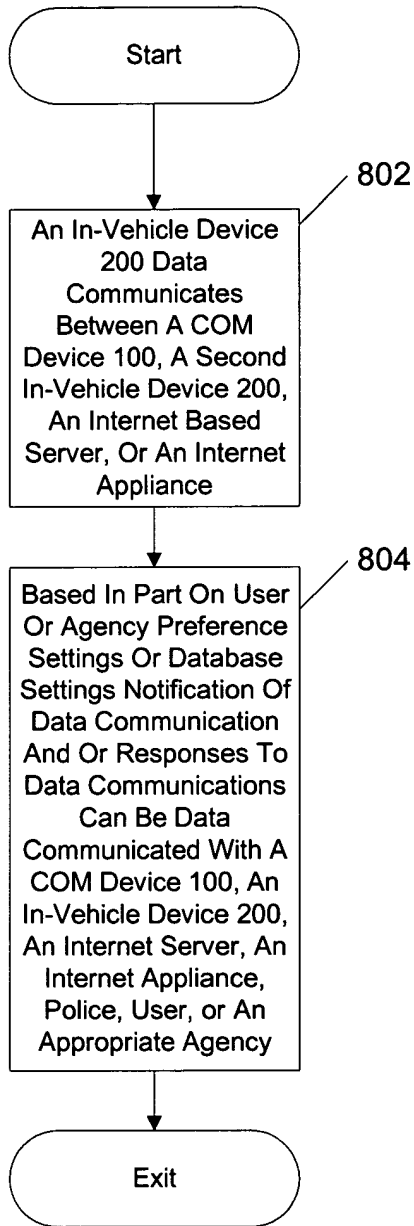 Start
802
An In-Vehicle Device
200 Data
Communicates
Between A COM
Device 100, A Second
In-Vehicle Device 200,
An Internet Based
Server, Or An Internet
Appliance
804
Based In Part On User
Or Agency Preference
Settings Or Database
Settings Notification Of
Data Communication
And Or Responses To
Data Communications
Can Be Data
Communicated With A
COM Device 100, An
In-Vehicle Device 200,
An Internet Server, An
Internet Appliance,
Police, User, or An
Appropriate Agency
Exit